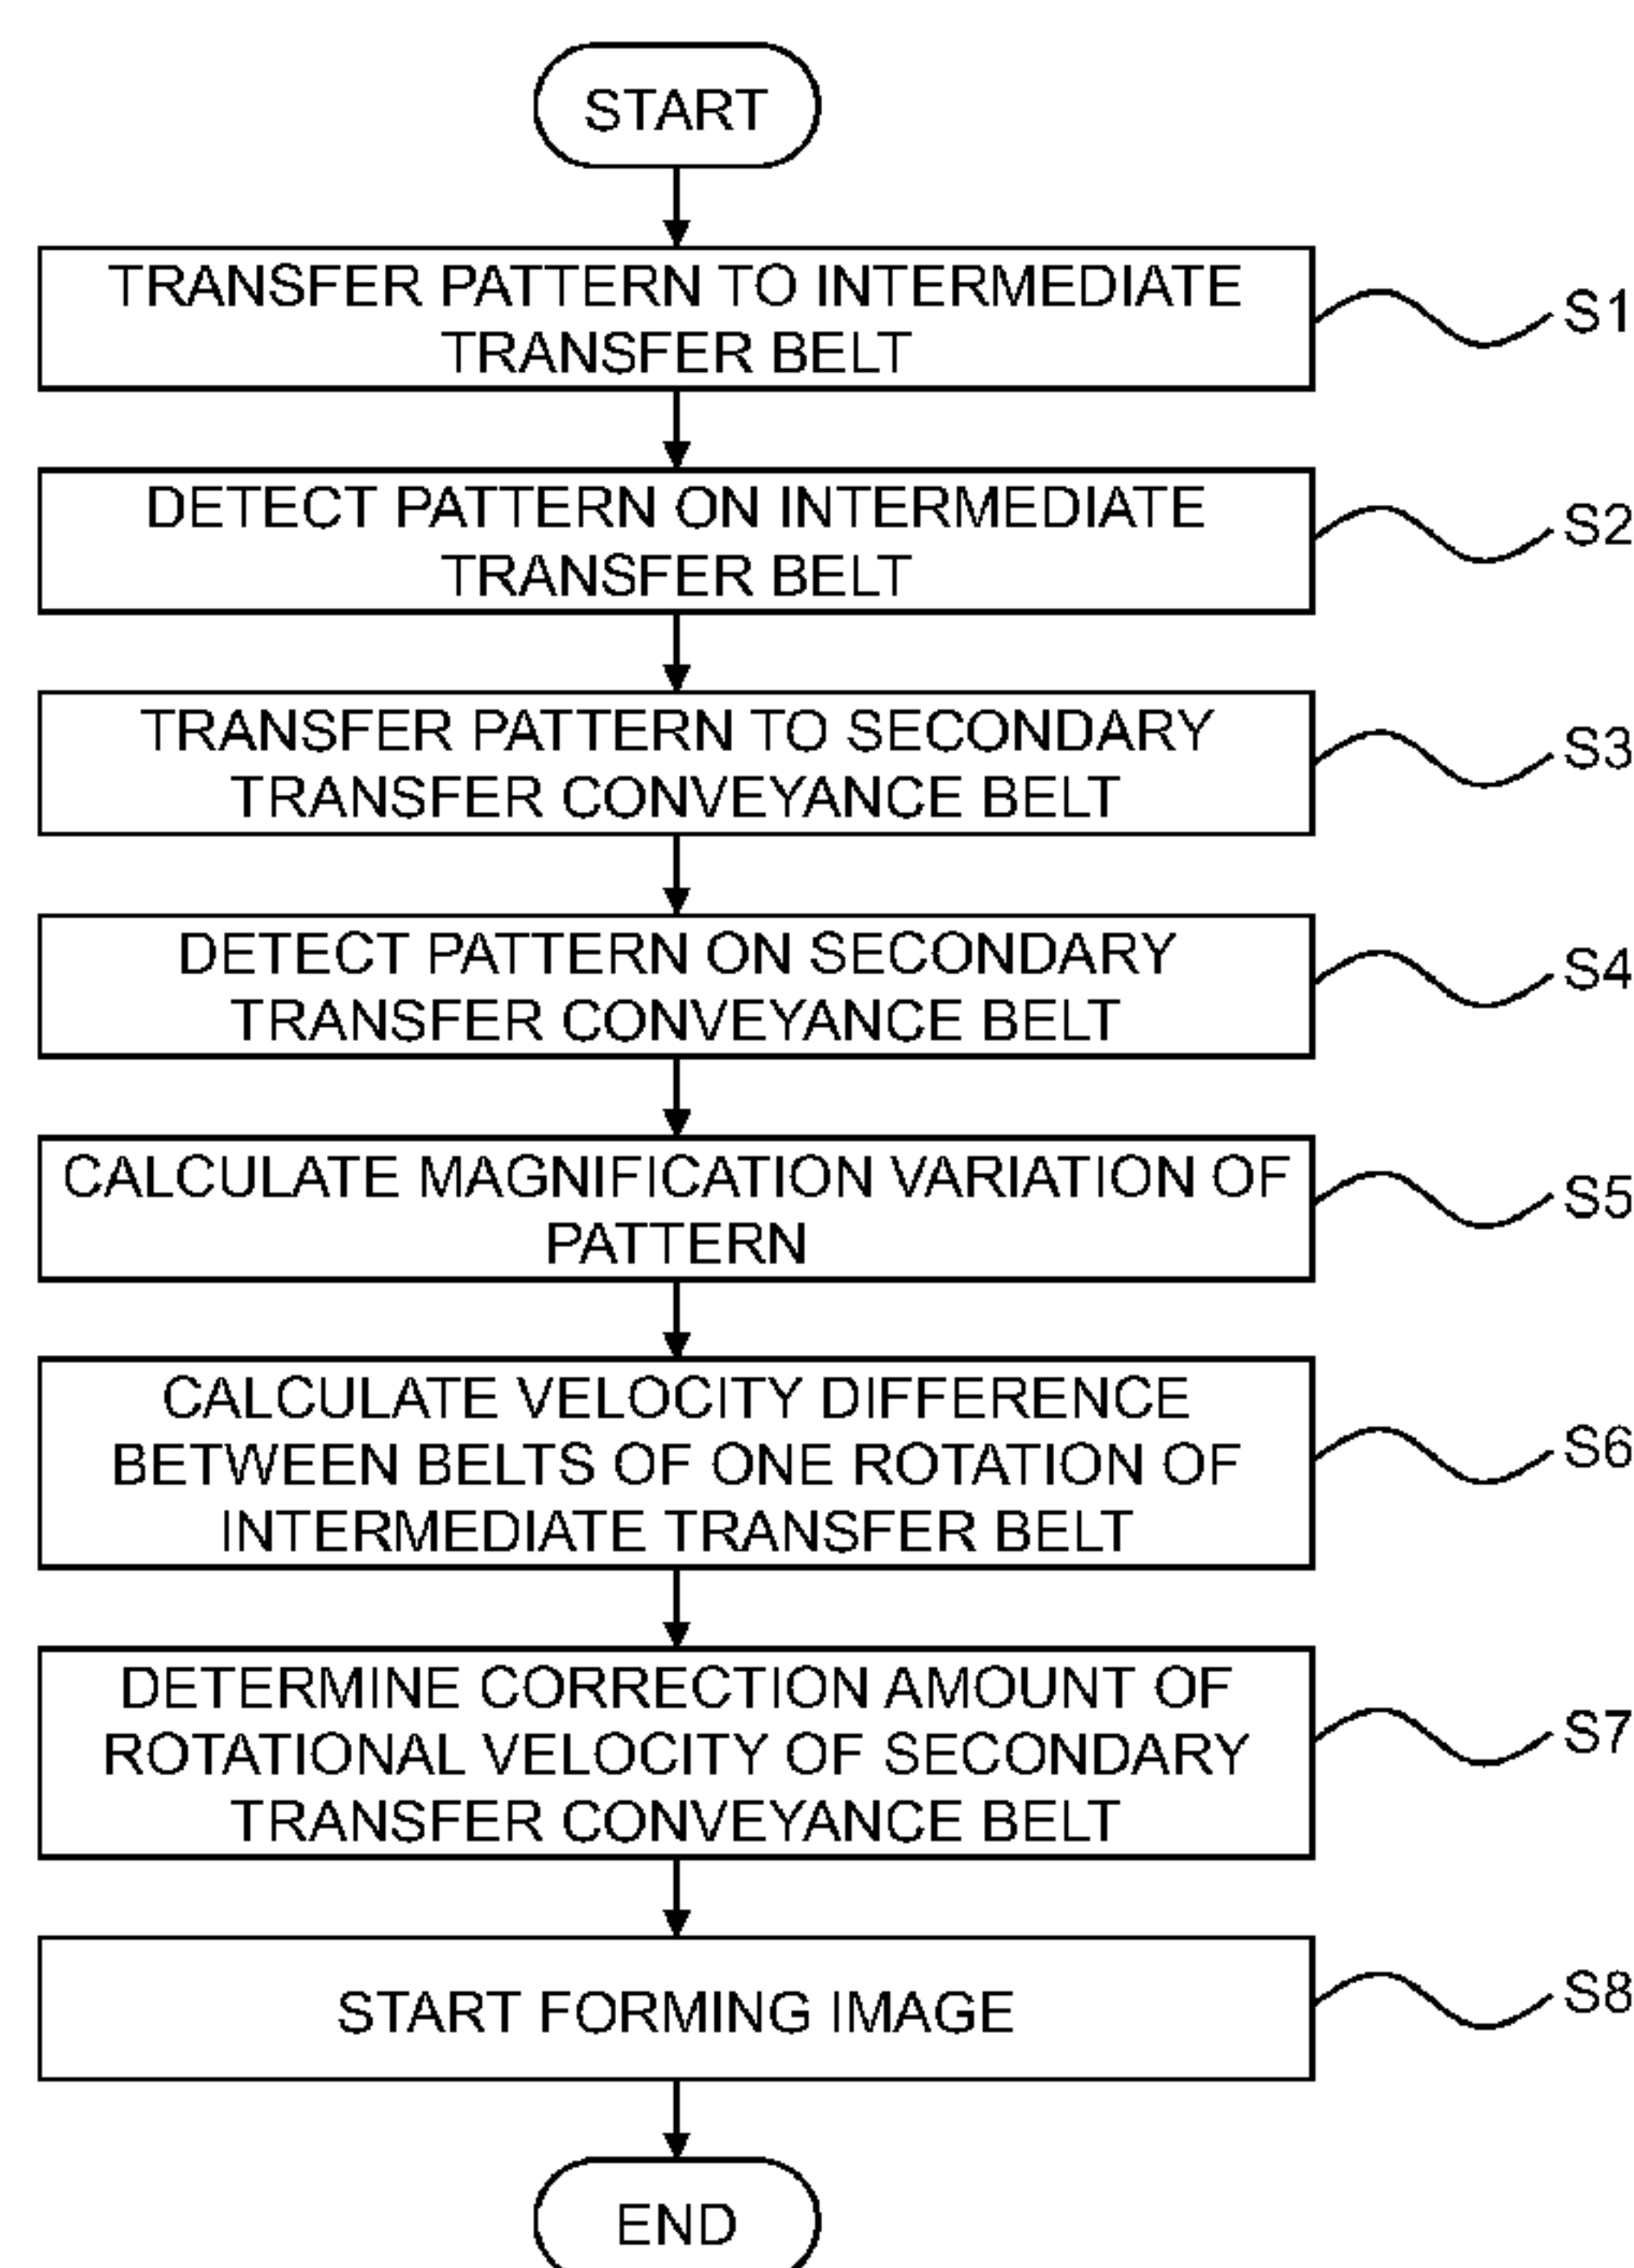 START
TRANSFER PATTERN TO INTERMEDIATE
TRANSFER BELT
S1
DETECT PATTERN ON INTERMEDIATE
TRANSFER BELT
S2
TRANSFER PATTERN TO SECONDARY
TRANSFER CONVEYANCE BELT
S3
DETECT PATTERN ON SECONDARY
TRANSFER CONVEYANCE BELT
S4
CALCULATE MAGNIFICATION VARIATION OF
PATTERN
S5
CALCULATE VELOCITY DIFFERENCE
BETWEEN BELTS OF ONE ROTATION OF
INTERMEDIATE TRANSFER BELT
S6
DETERMINE CORRECTION AMOUNT OF
ROTATIONAL VELOCITY OF SECONDARY
TRANSFER CONVEYANCE BELT
S7
START FORMING IMAGE
S8
END